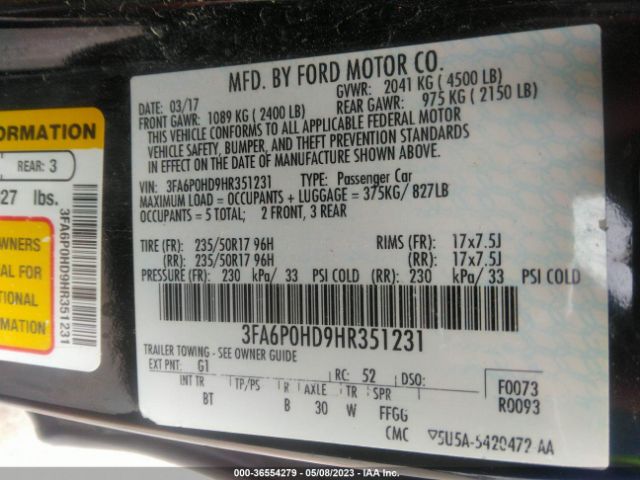 ORMATION
REAR: 3
27 lbs.
3FA6P0HD9HR351231
OWNERS
AL FOR
TIONAL
RMATION
MFD. BY FORD MOTOR CO.
DATE: 03/17 GVWR: 2041 KG (4500 LB)
FRONT GAWR: 1089 KG (2400 LB) REAR GAWR: 975 KG (2150 LB)
THIS VEHICLE CONFORMS TO ALL APPLICABLE FEDERAL MOTOR
VEHICLE SAFETY, BUMPER, AND THEFT PREVENTION STANDARDS
IN EFFECT ON THE DATE OF MANUFACTURE SHOWN ABOVE.
VIN: 3FA6P0HD9HR351231 TYPE: Passenger Car
MAXIMUM LOAD = OCCUPANTS + LUGGAGE = 375KG/ 827LB
OCCUPANTS = 5 TOTAL; 2 FRONT, 3 REAR
TIRE (FR): 235/50R17 96H RIMS (FR): 17x7.5J
(RR): 235/50R17 96H (RR): 17x7.5J
PRESSURE (FR): 230 kPa/ 33 PSI COLD (RR): 230 kPa/ 33 PSI COLD
3FA6P0HD9HR351231
TRAILER TOWING - SEE OWNER GUIDE
EXT PNT: G1 RC: 52 DSO: F0073
INT TR TP/PS R AXLE TR SPR R0093
BT B 30 W FFGG
CMC 5U5A-5420472 AA
000-36554279 - 05/08/2023 - IAA Inc.